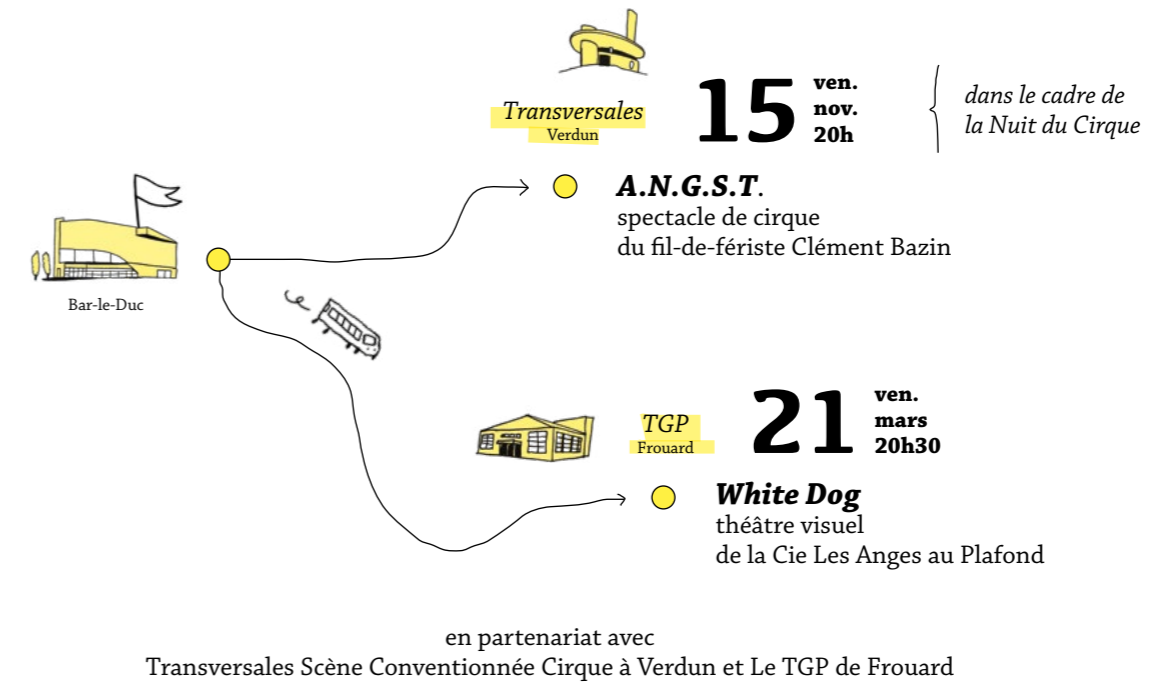 Transversales
Verdun
15
ven.
nov.
20h
dans le cadre de
la Nuit du Cirque
A.N.G.S.T.
spectacle de cirque
du fil-de-fériste Clément Bazin
Bar-le-Duc
TGP
Frouard
21
ven.
mars
20h30
White Dog
théâtre visuel
de la Cie Les Anges au Plafond
en partenariat avec
Transversales Scène Conventionnée Cirque à Verdun et Le TGP de Frouard